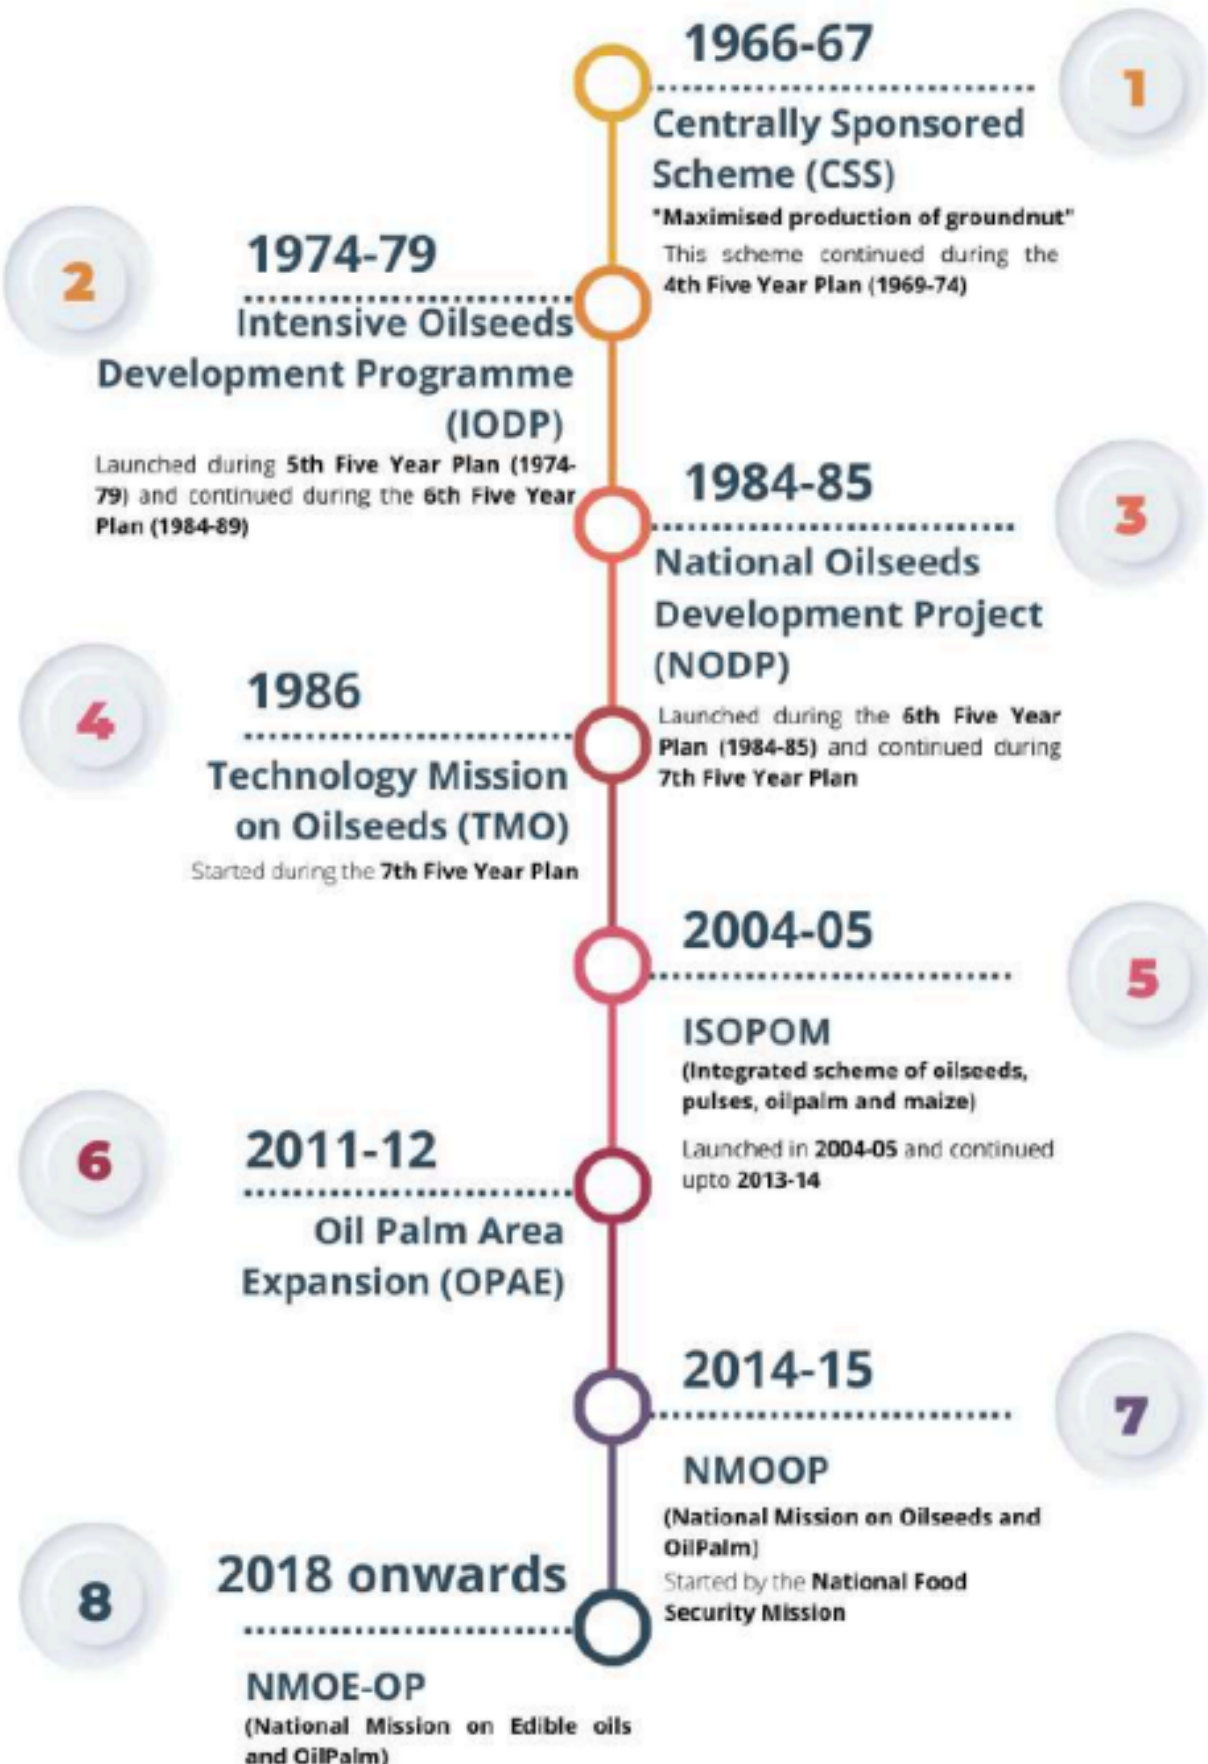 1966-67
1
Centrally Sponsored
Scheme (CSS)
"Maximised production of groundnut"
This scheme continued during the
4th Five Year Plan (1969-74)
2
1974-79
Intensive Oilseeds
Development Programme
(IODP)
Launched during 5th Five Year Plan (1974-
79) and continued during the 6th Five Year
Plan (1984-89)
1984-85
3
National Oilseeds
Development Project
(NODP)
Launched during the 6th Five Year
Plan (1984-85) and continued during
7th Five Year Plan
4
1986
Technology Mission
on Oilseeds (TMO)
Started during the 7th Five Year Plan
2004-05
5
ISOPOM
(Integrated scheme of oilseeds,
pulses, oilpalm and maize)
Launched in 2004-05 and continued
upto 2013-14
6
2011-12
Oil Palm Area
Expansion (OPAE)
2014-15
7
NMOOP
(National Mission on Oilseeds and
OilPalm)
Started by the National Food
Security Mission
8
2018 onwards
NMOE-OP
(National Mission on Edible oils
and OilPalm)